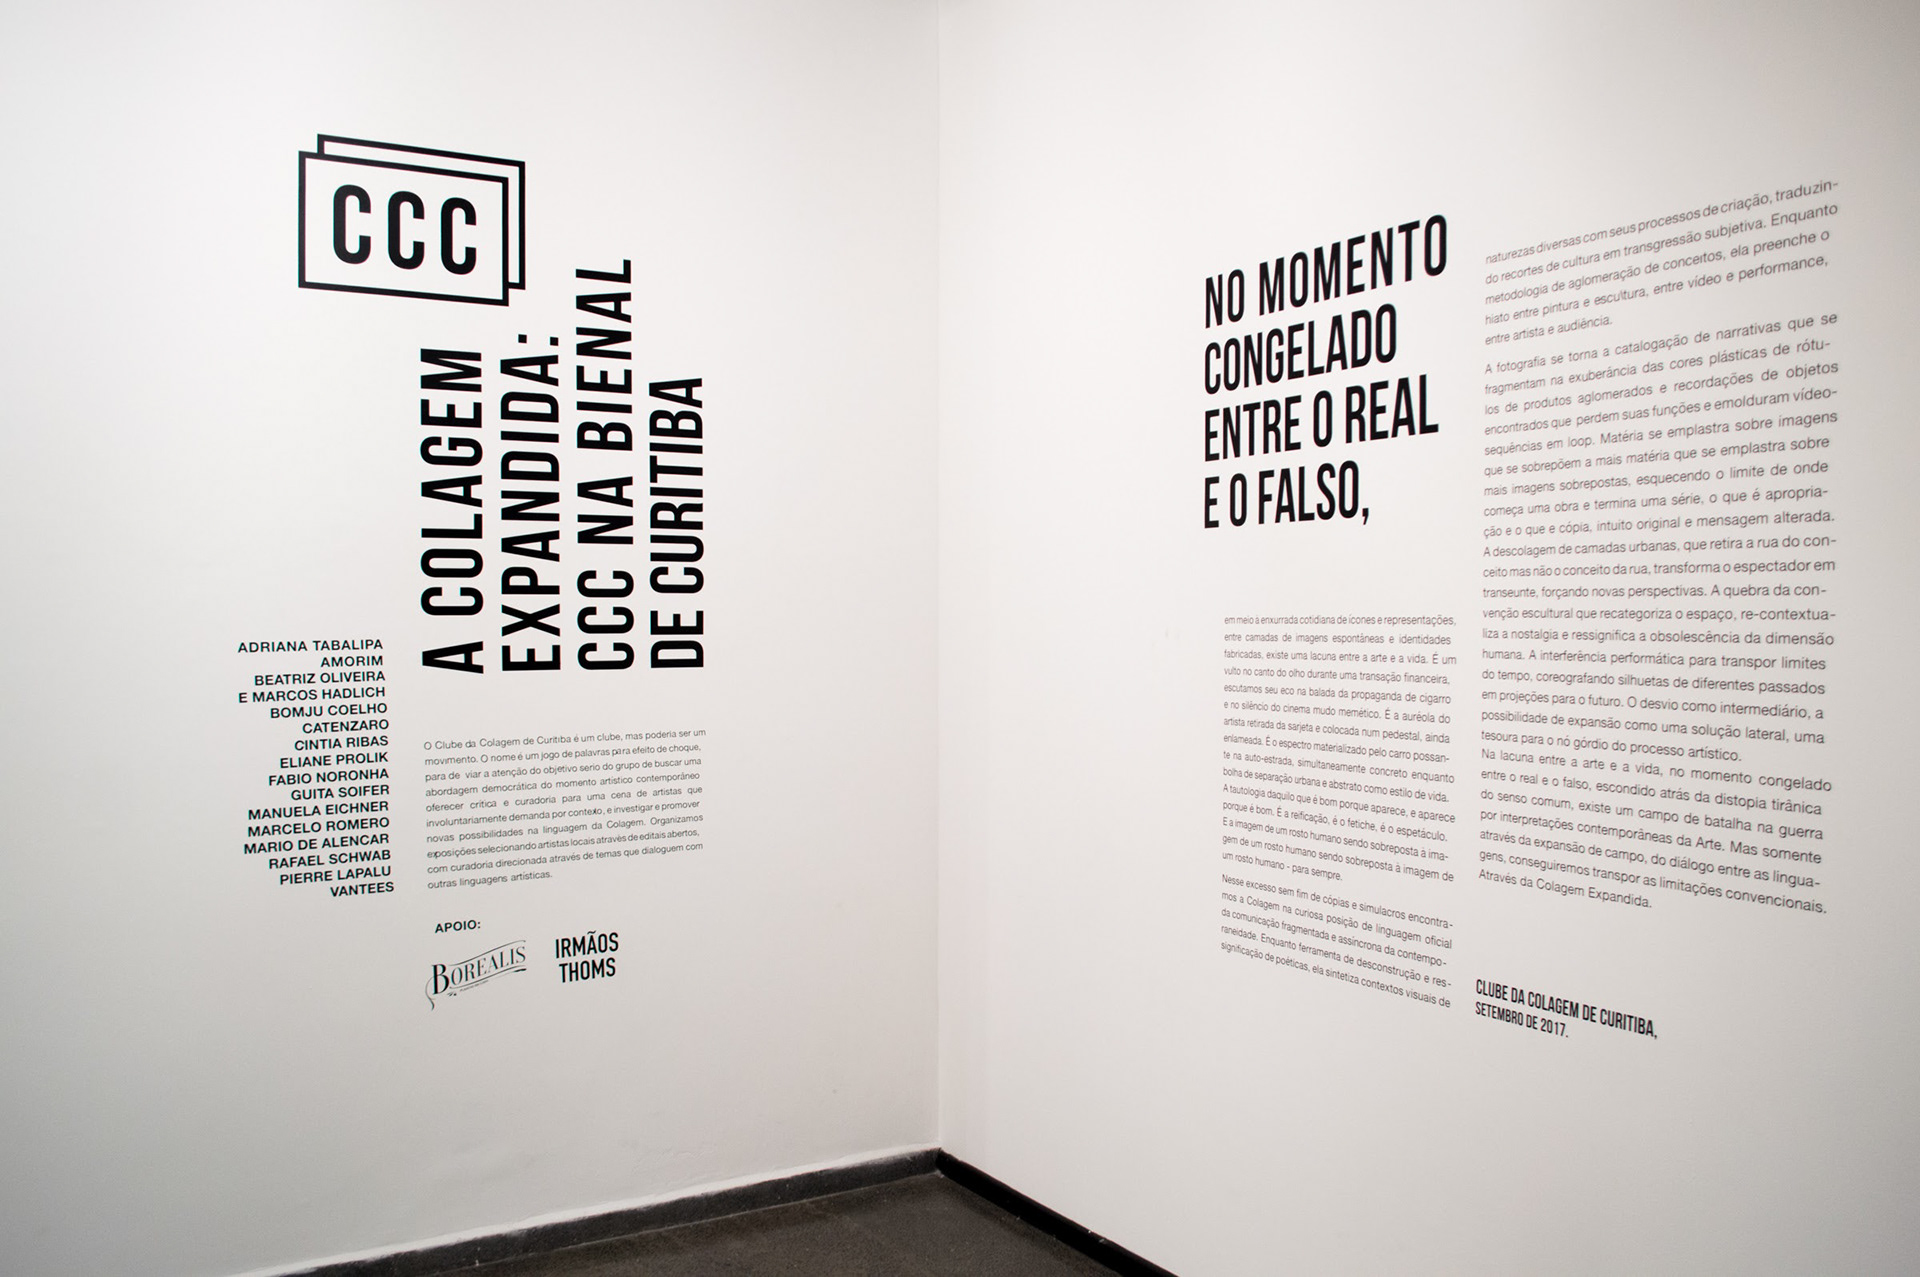 CCC
A COLAGEM
EXPANDIDA:
CCC NA BIENAL
DE CURITIBA
ADRIANA TABALIPA
AMORIM
BEATRIZ OLIVEIRA
E MARCOS HADLICH
BOMJU COELHO
CATENZARO
CINTIA RIBAS
ELIANE PROLIK
FABIO NORONHA
GUITA SOIFER
MANUELA EICHNER
MARCELO ROMERO
MARIO DE ALENCAR
RAFAEL SCHWAB
PIERRE LAPALU
VANTEES
O Clube da Colagem de Curitiba é um clube, mas poderia ser um
movimento. O nome é um jogo de palavras para efeito de choque,
para de viar a atenção do objetivo serio do grupo de buscar uma
abordagem democrática do momento artístico contemporâneo
oferecer critica e curadoria para uma cena de artistas que
involuntariamente demanda por contexto, e investigar e promover
novas possibilidades na linguagem da Colagem. Organizamos
exposições selecionando artistas locais através de editais abertos,
com curadoria direcionada através de temas que dialoguem com
outras linguagens artísticas.
APOIO:
BOREALIS
IRMÃOS
THOMS
NO MOMENTO
CONGELADO
ENTRE O REAL
E O FALSO,
em meio à enxurrada cotidiana de ícones e representações,
entre camadas de imagens espontâneas e identidades
fabricadas, existe uma lacuna entre a arte e a vida. É um
vulto no canto do olho durante uma transação financeira,
escutamos seu eco na balada da propaganda de cigarro
e no silêncio do cinema mudo memético. É a auréola do
artista retirada da sarjeta e colocada num pedestal, ainda
enlameada. É o espectro materializado pelo carro possan-
te na auto-estrada, simultaneamente concreto enquanto
bolha de separação urbana e abstrato como estilo de vida.
A tautologia daquilo que é bom porque aparece, e aparece
porque é bom. É a reificação, é o fetiche, é o espetáculo.
E a imagem de um rosto humano sendo sobreposta à ima-
gem de um rosto humano sendo sobreposta à imagem de
um rosto humano - para sempre.
Nesse excesso sem fim de cópias e simulacros encontra-
mos a Colagem na curiosa posição de linguagem oficial
da comunicação fragmentada e assíncrona da contempo-
raneidade. Enquanto ferramenta de desconstrução e res-
significação de poéticas, ela sintetiza contextos visuais de
naturezas diversas com seus processos de criação, traduzin-
do recortes de cultura em transgressão subjetiva. Enquanto
metodologia de aglomeração de conceitos, ela preenche o
hiato entre pintura e escultura, entre vídeo e performance,
entre artista e audiência.
A fotografia se torna a catalogação de narrativas que se
fragmentam na exuberância das cores plásticas de rótu-
los de produtos aglomerados e recordações de objetos
encontrados que perdem suas funções e emolduram vídeo-
sequências em loop. Matéria se emplastra sobre imagens
que se sobrepõem a mais matéria que se emplastra sobre
mais imagens sobrepostas, esquecendo o limite de onde
começa uma obra e termina uma série, o que é apropria-
ção e o que e cópia, intuito original e mensagem alterada.
A descolagem de camadas urbanas, que retira a rua do con-
ceito mas não o conceito da rua, transforma o espectador em
transeunte, forçando novas perspectivas. A quebra da con-
venção escultural que recategoriza o espaço, re-contextua-
liza a nostalgia e ressignifica a obsolescência da dimensão
humana. A interferência performática para transpor limites
do tempo, coreografando silhuetas de diferentes passados
em projeções para o futuro. O desvio como intermediário, a
possibilidade de expansão como uma solução lateral, uma
tesoura para o nó górdio do processo artístico.
Na lacuna entre a arte e a vida, no momento congelado
entre o real e o falso, escondido atrás da distopia tirânica
do senso comum, existe um campo de batalha na guerra
por interpretações contemporâneas da Arte. Mas somente
através da expansão de campo, do diálogo entre as lingua-
gens, conseguiremos transpor as limitações convencionais.
Através da Colagem Expandida.
CLUBE DA COLAGEM DE CURITIBA,
SETEMBRO DE 2017.